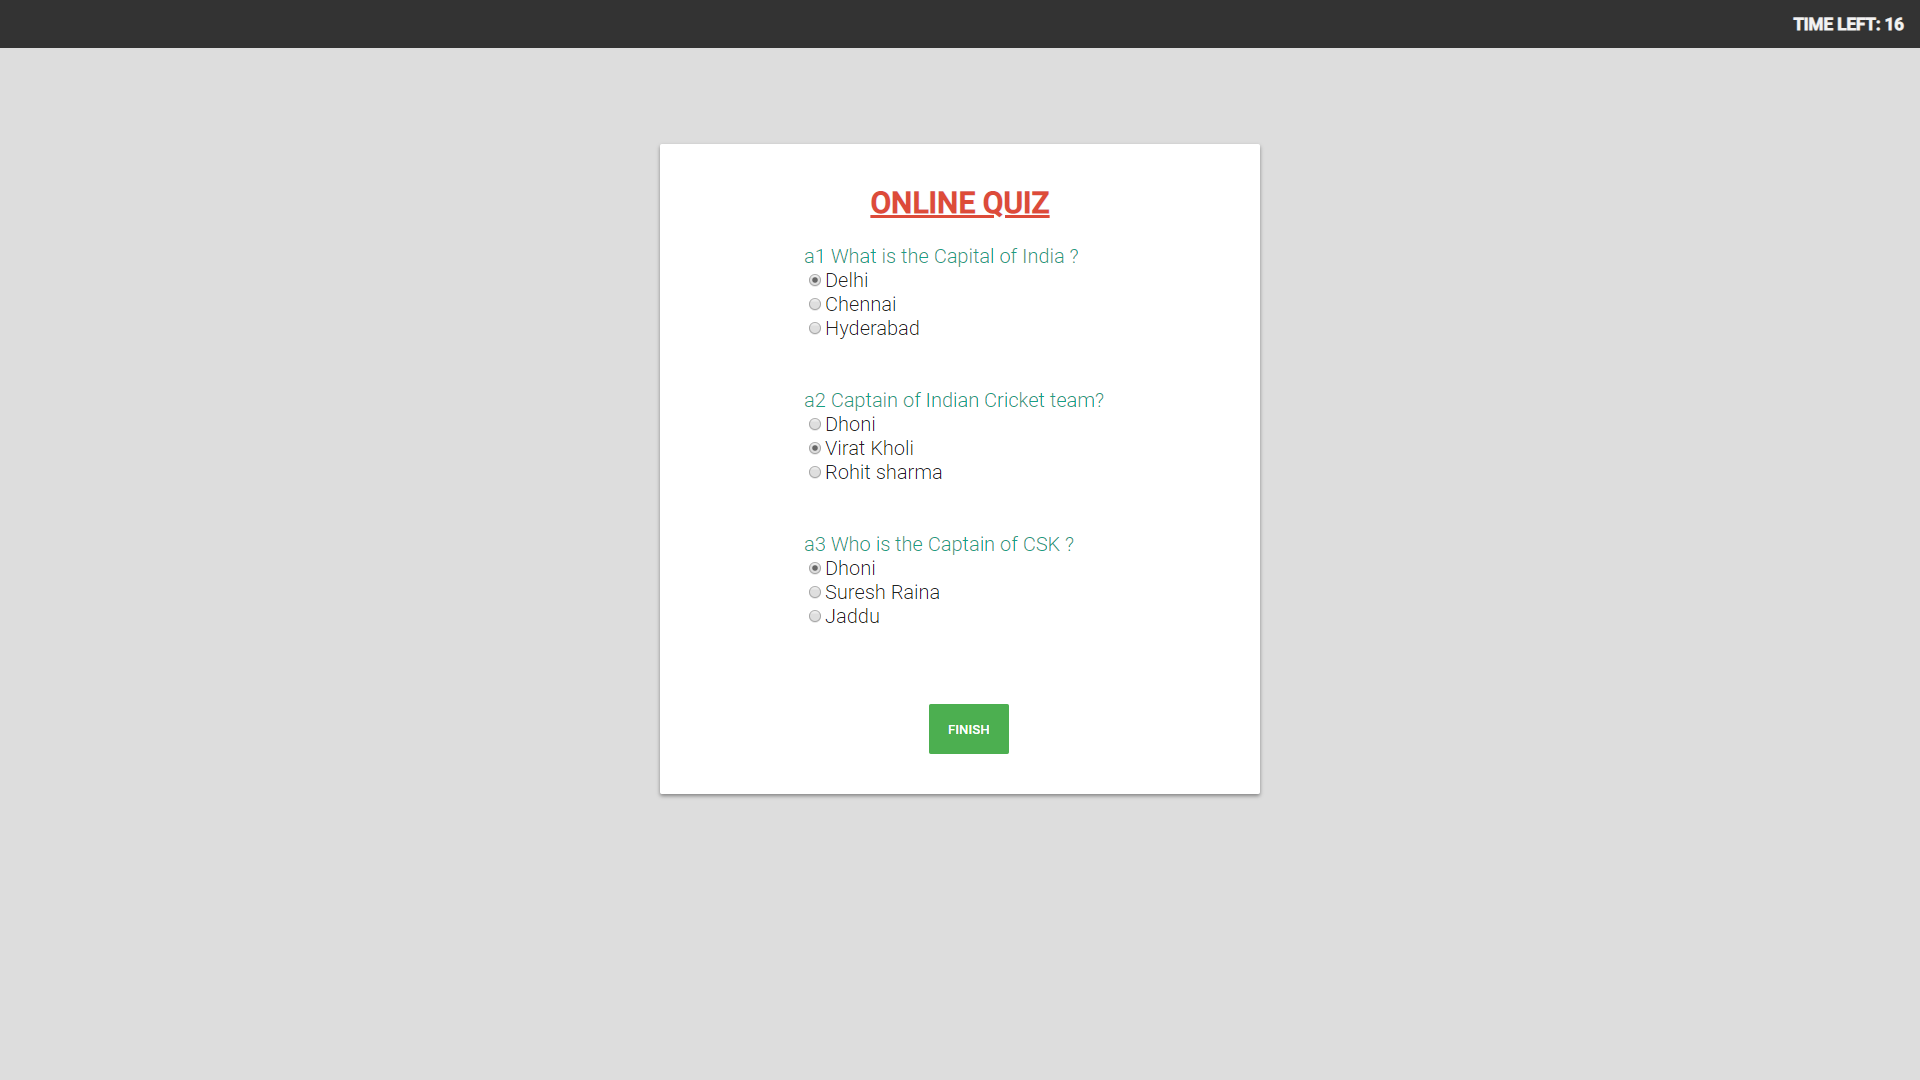 TIME LEFT: 16
ONLINE QUIZ
a1 What is the Capital of India ?
Delhi
Chennai
Hyderabad
a2 Captain of Indian Cricket team?
Dhoni
Virat Kholi
Rohit sharma
a3 Who is the Captain of CSK ?
Dhoni
Suresh Raina
Jaddu
FINISH